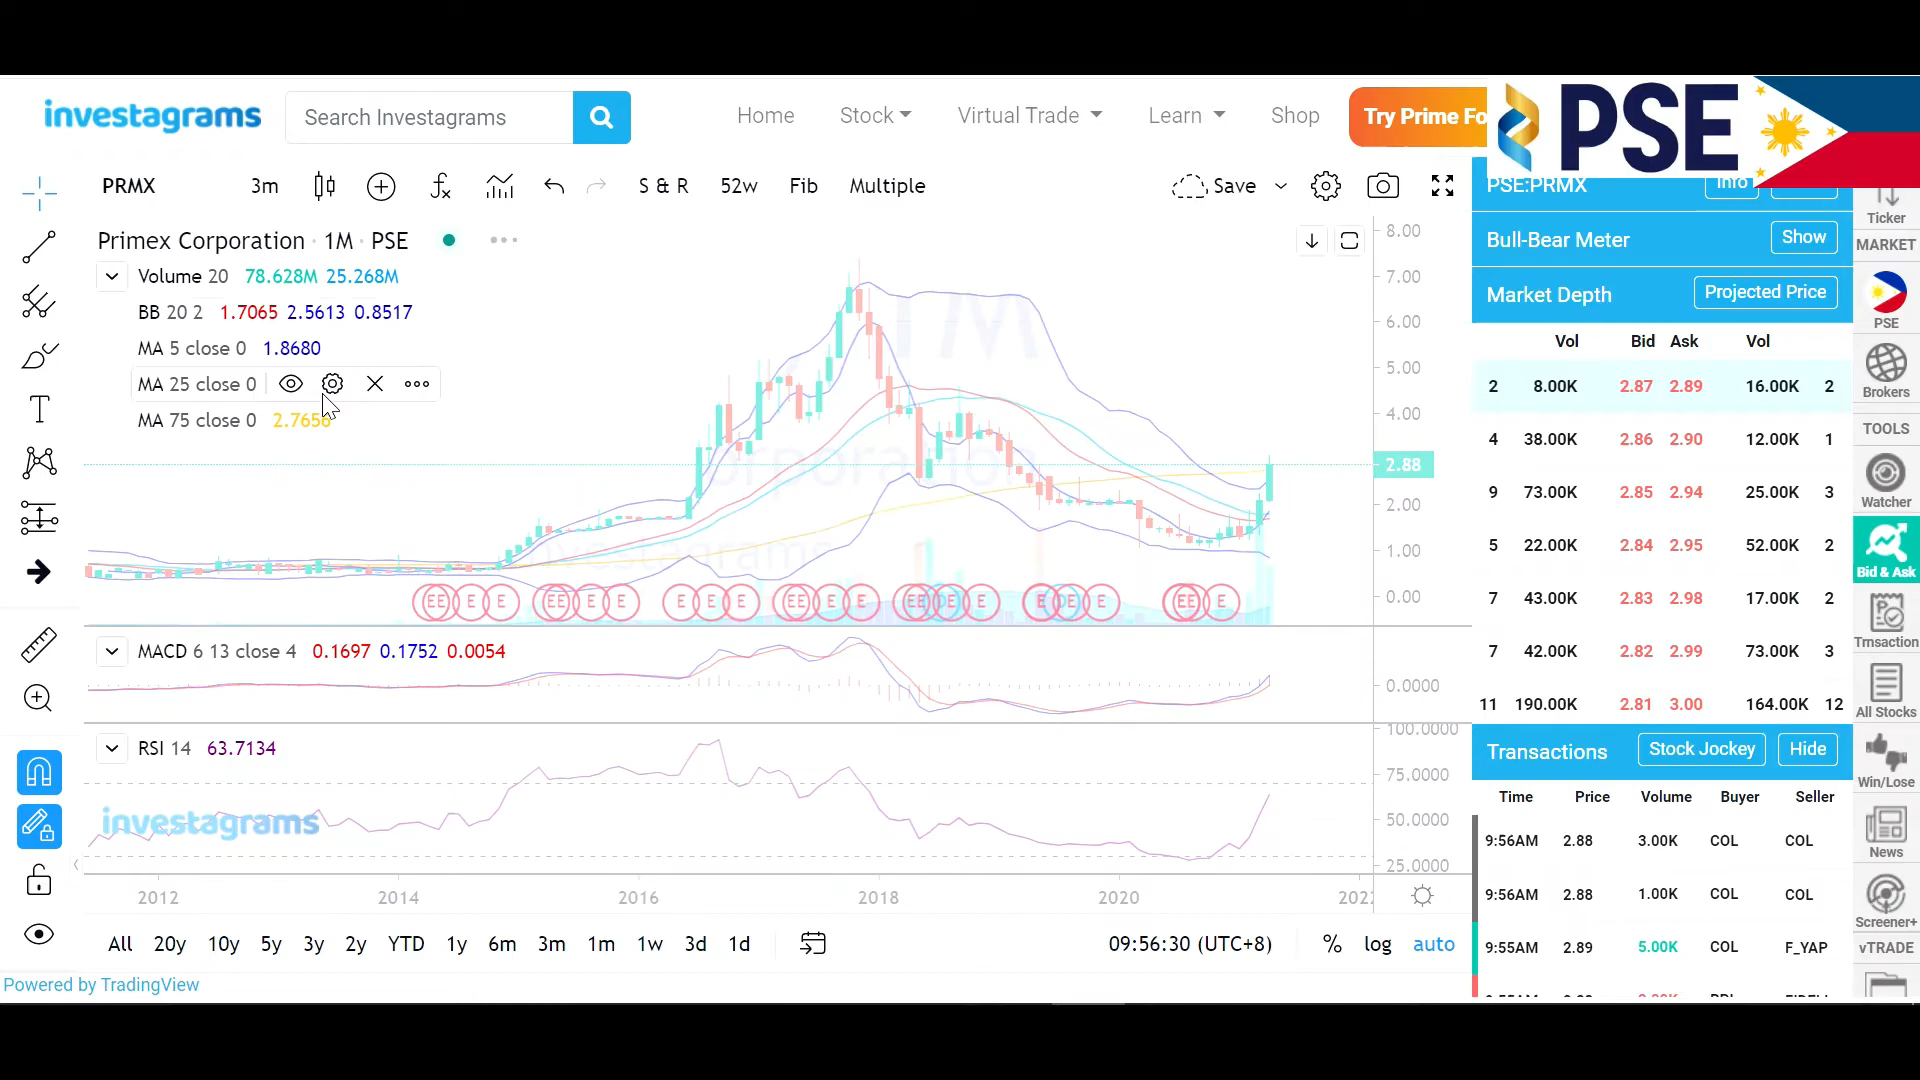 investagrams
Search Investagrams
Home
Stock
Virtual Trade
Learn
Shop
Try Prime Fo
PSE
PRMX
3m
S & R
52w
Fib
Multiple
Save
Primex Corporation · 1M · PSE
Volume 20 78.628M 25.268M
BB 20 2 1.7065 2.5613 0.8517
MA 5 close 0 1.8680
MA 25 close 0
MA 75 close 0 2.7656
8.00
7.00
6.00
5.00
4.00
2.88
2.00
1.00
0.00
EE E E EE E E E E E EE E E E E E E EE E
MACD 6 13 close 4 0.1697 0.1752 0.0054
0.0000
RSI 14 63.7134
100.0000
75.0000
50.0000
25.0000
investagrams
2012
2014
2016
2018
2020
All 20y 10y 5y 3y 2y YTD 1y 6m 3m 1m 1w 3d 1d
09:56:30 (UTC+8)
% log auto
Powered by TradingView
PSE:PRMX
Info
Bull-Bear Meter
Show
Market Depth
Projected Price
Vol Bid Ask Vol
2 8.00K 2.87 2.89 16.00K 2
4 38.00K 2.86 2.90 12.00K 1
9 73.00K 2.85 2.94 25.00K 3
5 22.00K 2.84 2.95 52.00K 2
7 43.00K 2.83 2.98 17.00K 2
7 42.00K 2.82 2.99 73.00K 3
11 190.00K 2.81 3.00 164.00K 12
Transactions
Stock Jockey
Hide
Time Price Volume Buyer Seller
9:56AM 2.88 3.00K COL COL
9:56AM 2.88 1.00K COL COL
9:55AM 2.89 5.00K COL F_YAP
Ticker
MARKET
PSE
Brokers
TOOLS
Watcher
Bid & Ask
Trnsaction
All Stocks
Win/Lose
News
Screener+
vTRADE